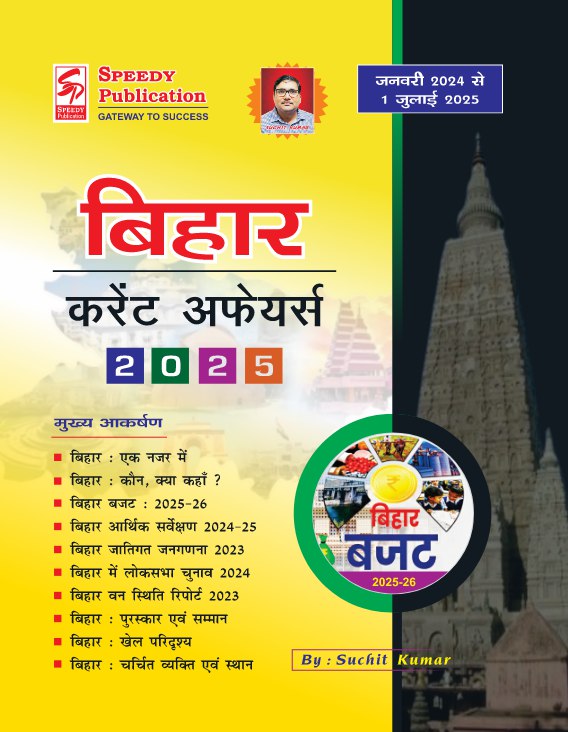 SPEEDY
Publication
GATEWAY TO SUCCESS
SPEEDY
Publication
SUCHIT KUMAR
जनवरी 2024 से
1 जुलाई 2025
बिहार
करेंट अफेयर्स
2025
मुख्य आकर्षण
बिहार : एक नजर में
बिहार : कौन, क्या कहाँ ?
बिहार बजट : 2025-26
बिहार आर्थिक सर्वेक्षण 2024-25
बिहार जातिगत जनगणना 2023
बिहार में लोकसभा चुनाव 2024
बिहार वन स्थिति रिपोर्ट 2023
बिहार : पुरस्कार एवं सम्मान
बिहार : खेल परिदृश्य
बिहार : चर्चित व्यक्ति एवं स्थान
₹
बिहार
बजट
2025-26
By : Suchit Kumar